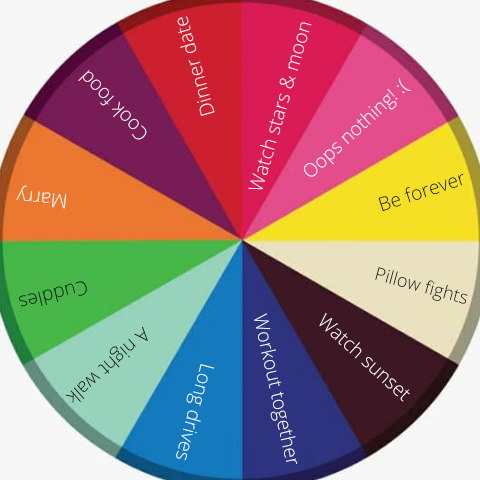 Watch stars & moon
Oops nothing! :(
Be forever
Pillow fights
Watch sunset
Workout together
Long drives
A night walk
Cuddles
Marry
Cook food
Dinner date